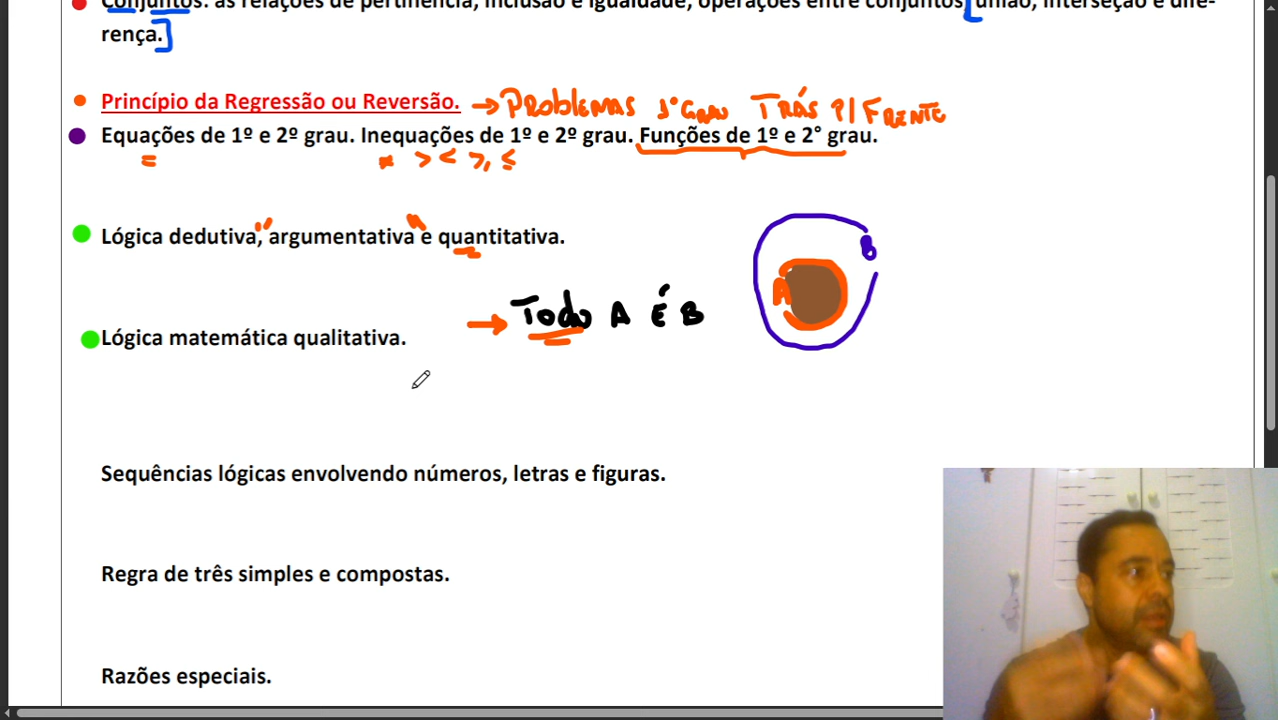 Conjuntos: as relações de pertinência, inclusão e igualdade; operações entre conjuntos, união, interseção e dife-
rença.
Princípio da Regressão ou Reversão. → PROBLEMAS 1º GRAU TRÁS P/ FRENTE
Equações de 1º e 2º grau. Inequações de 1º e 2º grau. Funções de 1º e 2° grau.
= ≠ > < ≥, ≤
Lógica dedutiva, argumentativa e quantitativa.
B
A
→ Todo A É B
Lógica matemática qualitativa.
Sequências lógicas envolvendo números, letras e figuras.
Regra de três simples e compostas.
Razões especiais.